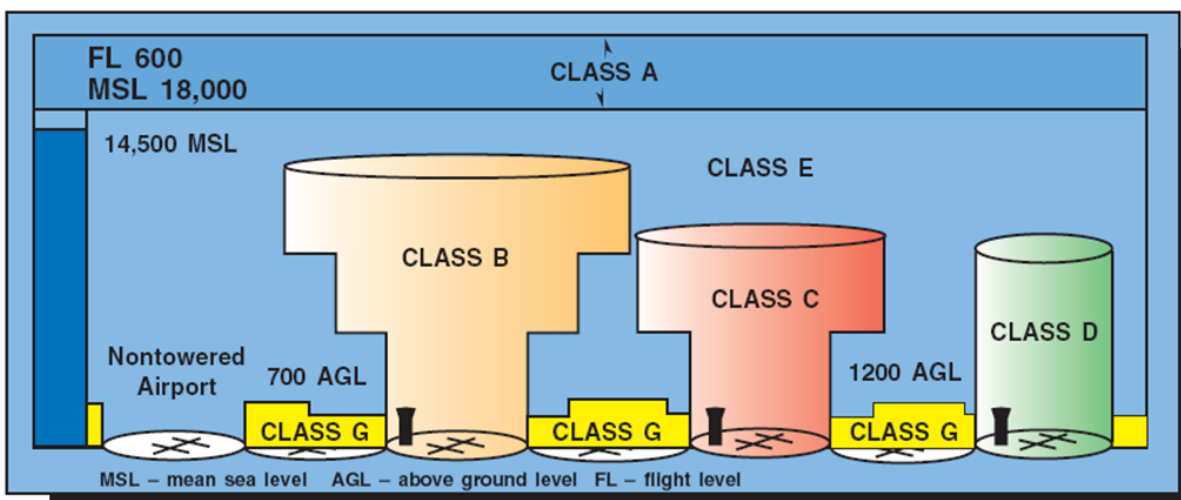 FL 600
MSL 18,000
CLASS A
14,500 MSL
CLASS E
CLASS B
CLASS C
CLASS D
Nontowered
Airport
700 AGL
1200 AGL
CLASS G
CLASS G
CLASS G
MSL – mean sea level AGL – above ground level FL – flight level